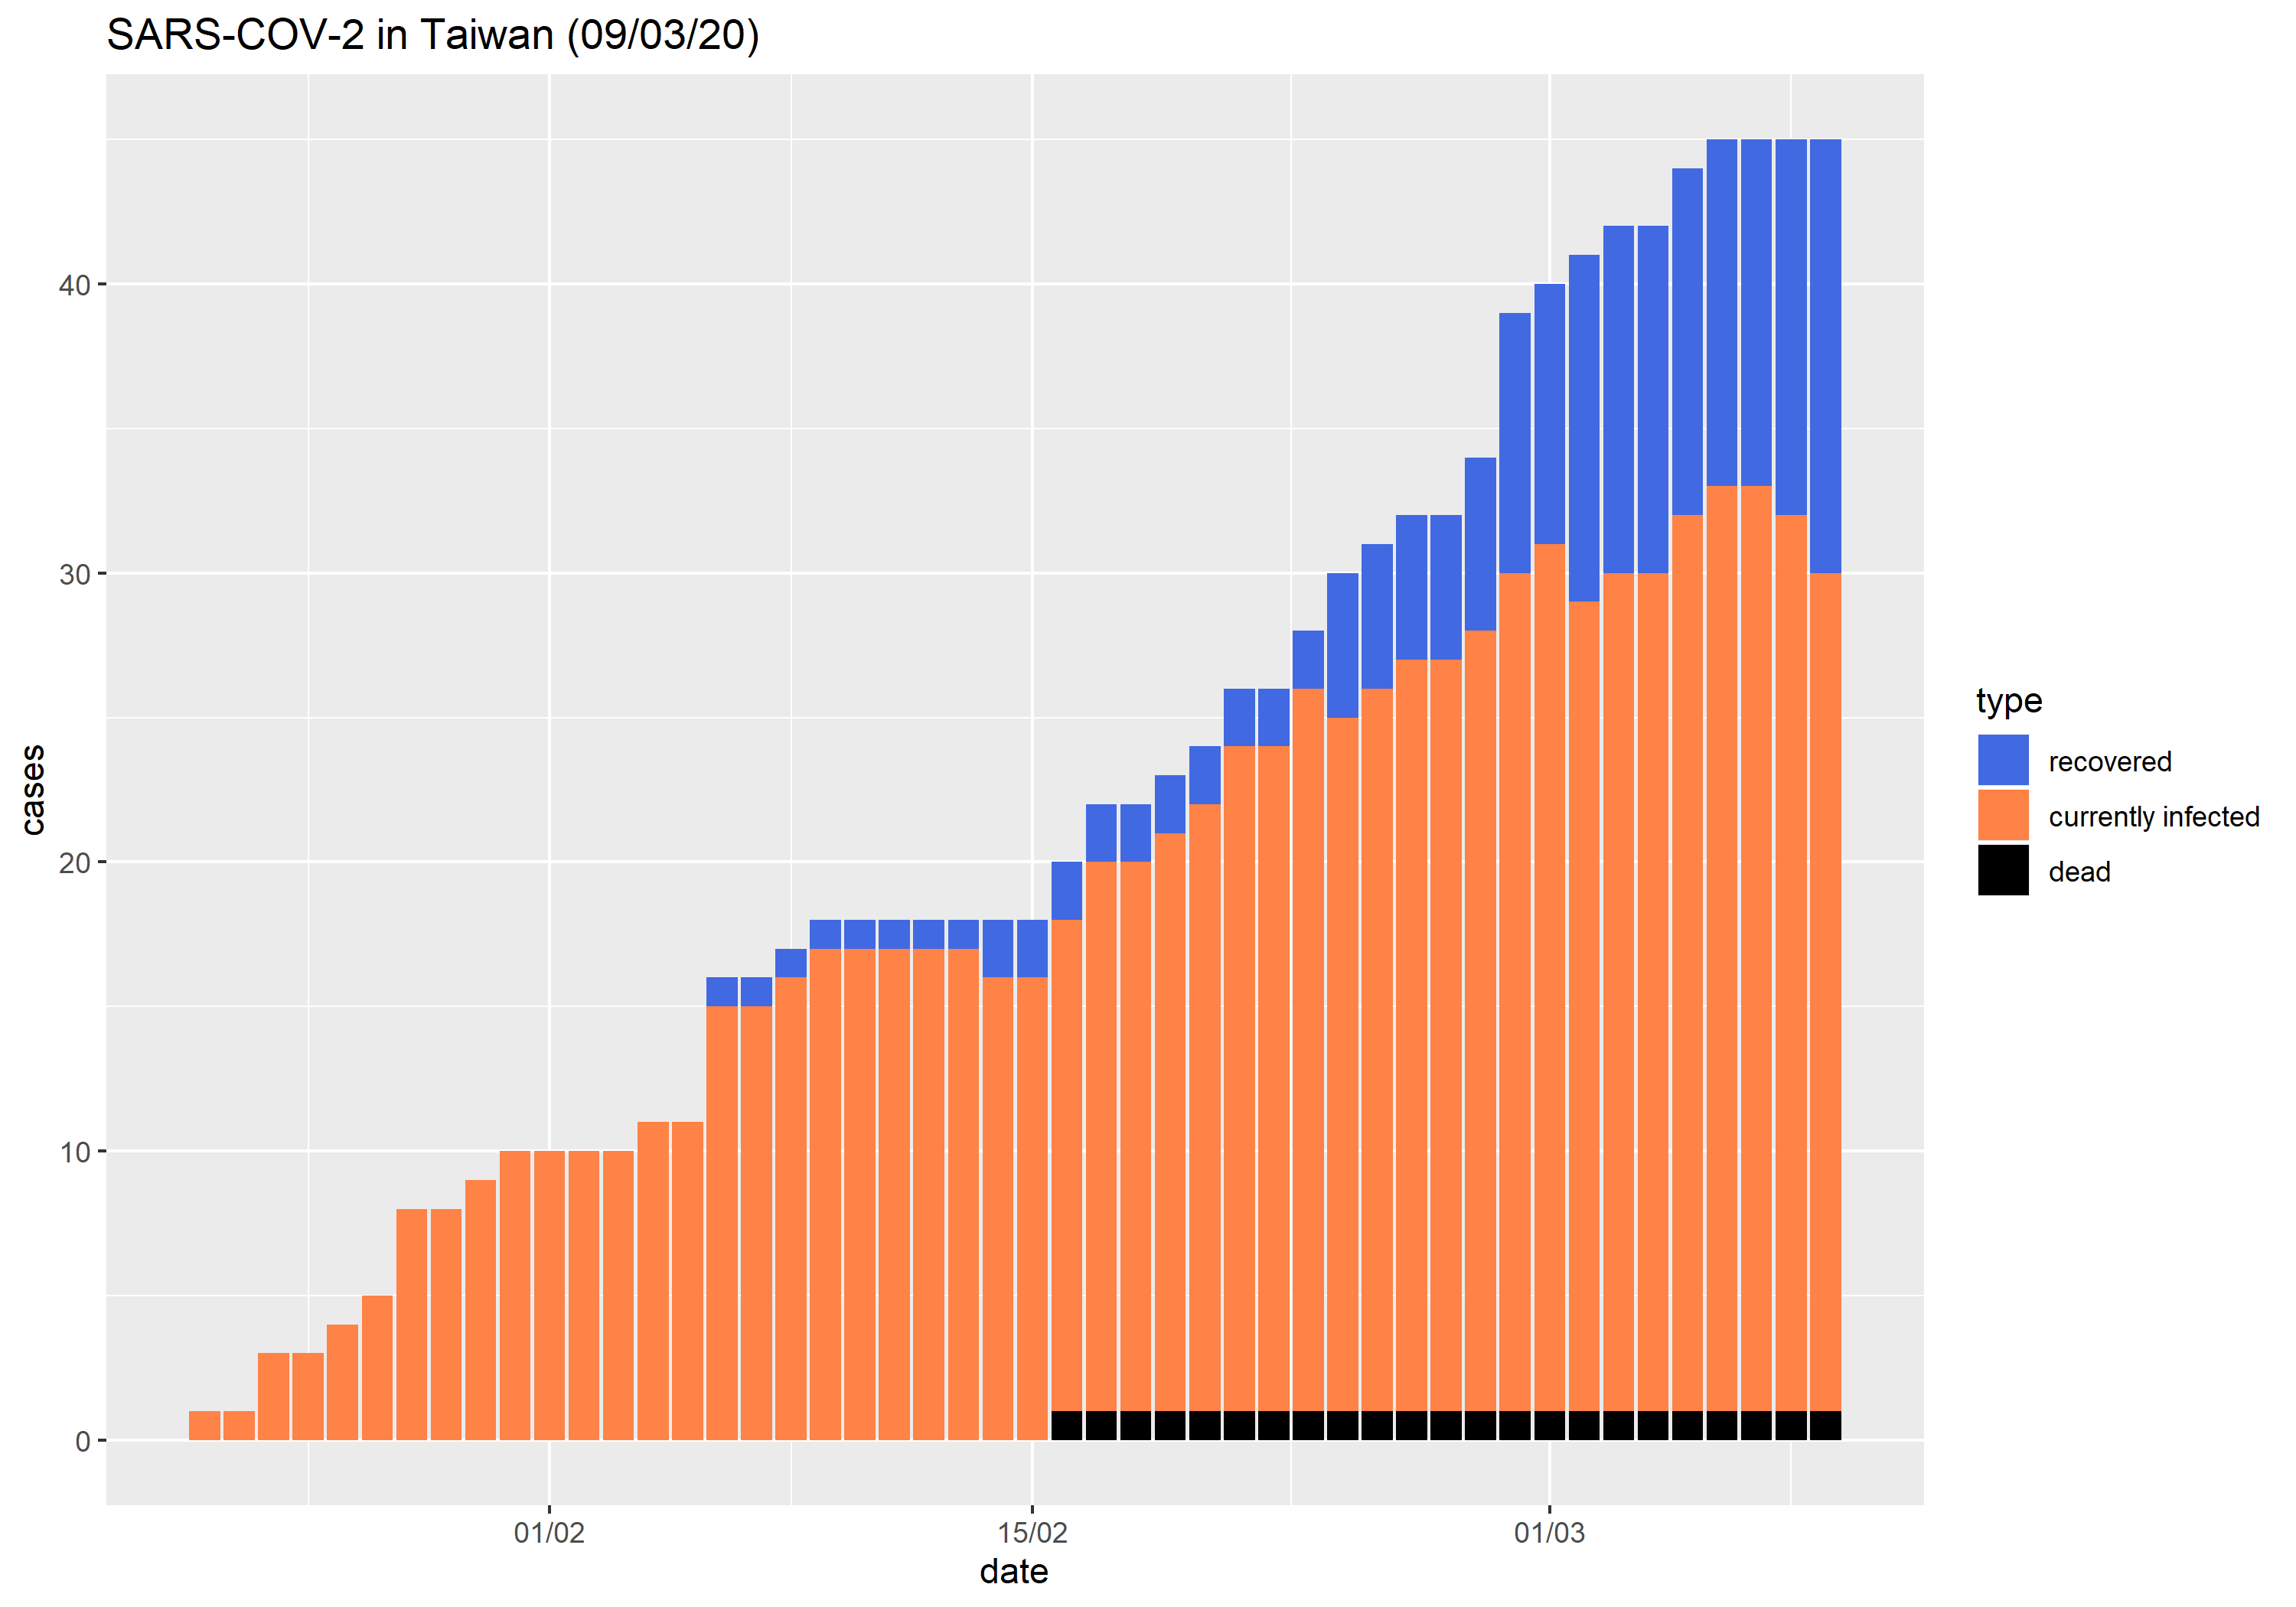 SARS-COV-2 in Taiwan (09/03/20)
40
30
20
10
0
cases
01/02
15/02
01/03
date
type
recovered
currently infected
dead